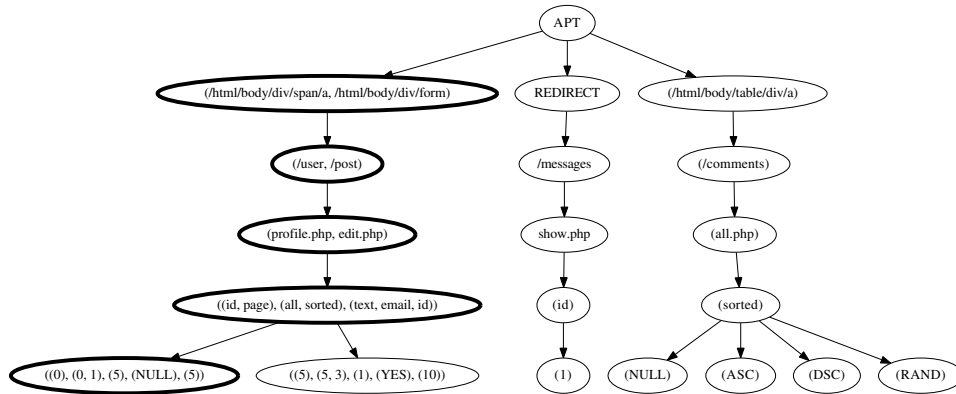 APT
(/html/body/div/span/a, /html/body/div/form)
REDIRECT
(/html/body/table/div/a)
(/user, /post)
/messages
(/comments)
(profile.php, edit.php)
show.php
(all.php)
((id, page), (all, sorted), (text, email, id))
(id)
(sorted)
((0), (0, 1), (5), (NULL), (5))
((5), (5, 3), (1), (YES), (10))
(1)
(NULL)
(ASC)
(DSC)
(RAND)